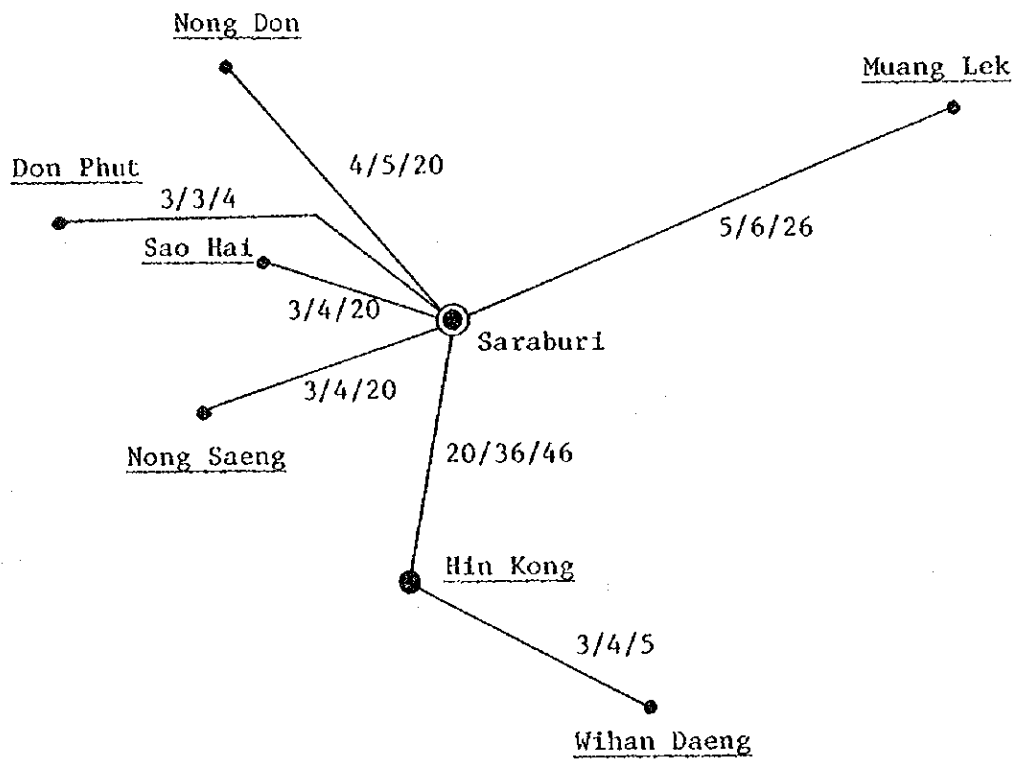 Nong Don
Muang Lek
4/5/20
Don Phut
3/3/4
5/6/26
Sao Hai
3/4/20
Saraburi
3/4/20
Nong Saeng
20/36/46
Hin Kong
3/4/5
Wihan Daeng